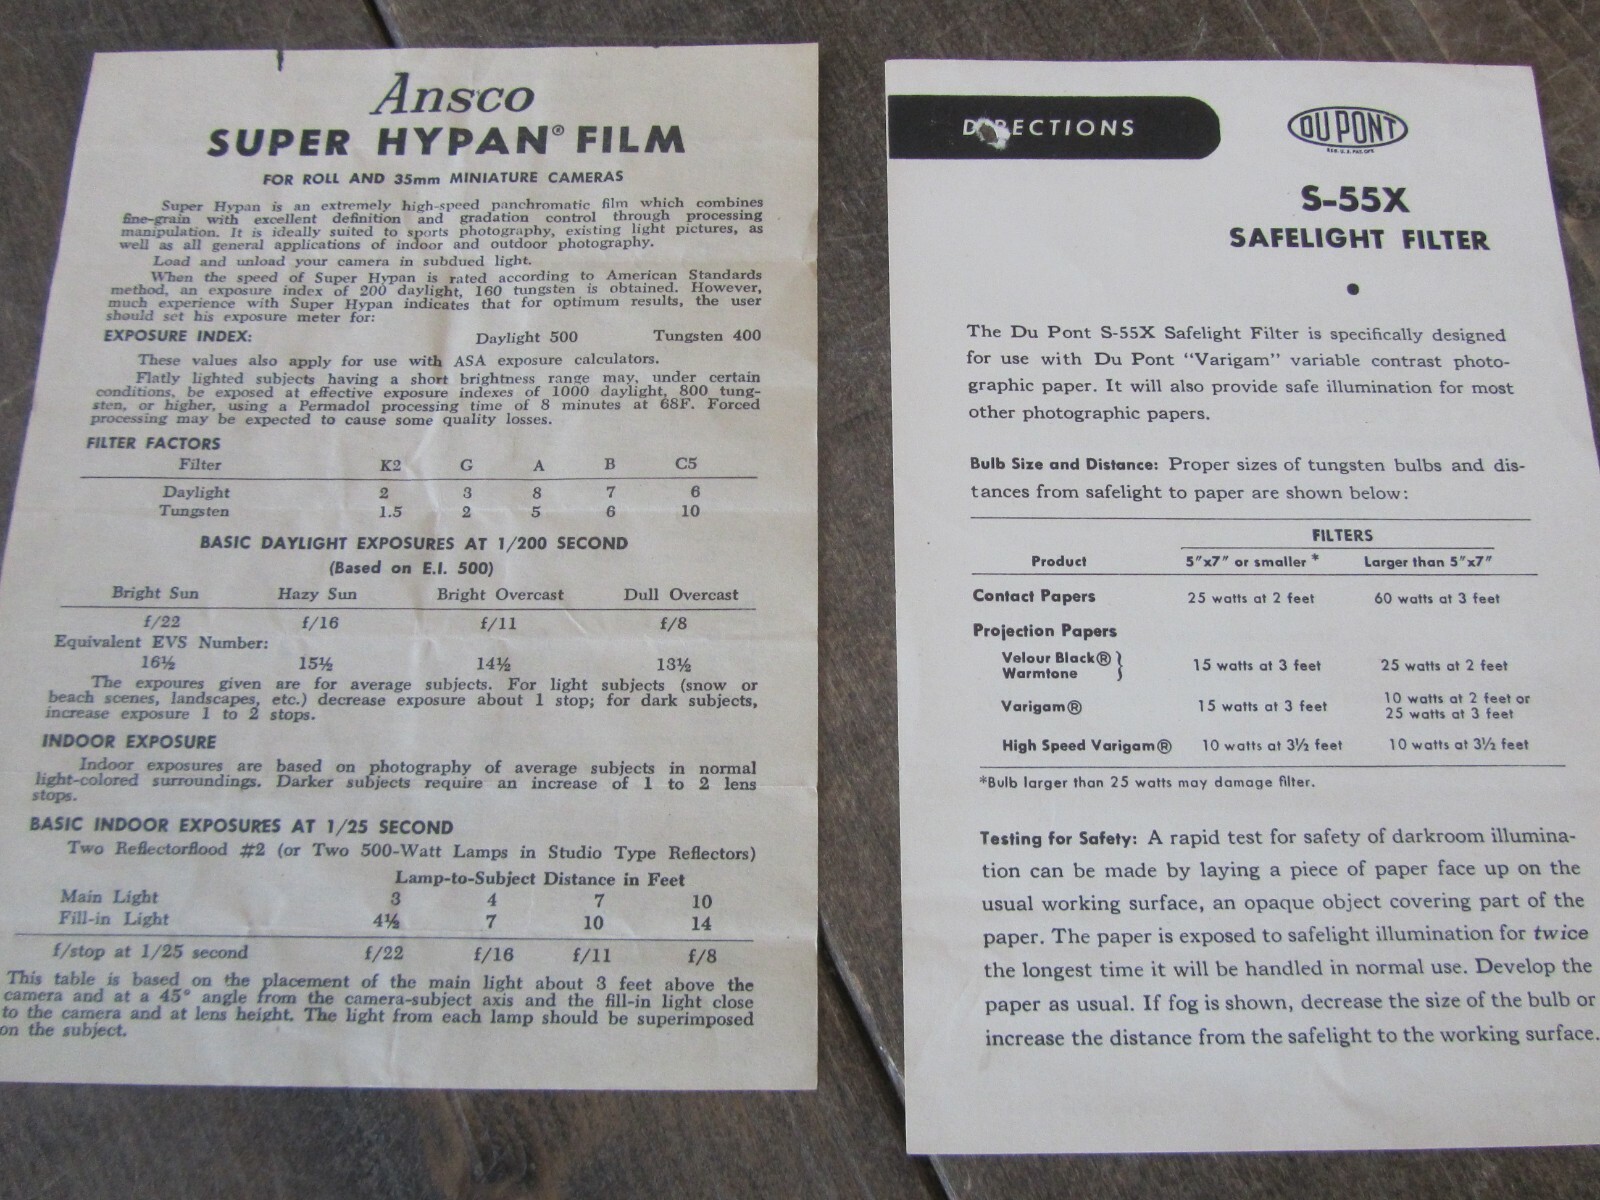 Ansco
SUPER HYPAN® FILM
FOR ROLL AND 35mm MINIATURE CAMERAS
Super Hypan is an extremely high-speed panchromatic film which combines
fine-grain with excellent definition and gradation control through processing
manipulation. It is ideally suited to sports photography, existing light pictures, as
well as all general applications of indoor and outdoor photography.
Load and unload your camera in subdued light.
When the speed of Super Hypan is rated according to American Standards
method, an exposure index of 200 daylight, 160 tungsten is obtained. However,
much experience with Super Hypan indicates that for optimum results, the user
should set his exposure meter for:
EXPOSURE INDEX: Daylight 500 Tungsten 400
These values also apply for use with ASA exposure calculators.
Flatly lighted subjects having a short brightness range may, under certain
conditions, be exposed at effective exposure indexes of 1000 daylight, 800 tung-
sten, or higher, using a Permadol processing time of 8 minutes at 68F. Forced
processing may be expected to cause some quality losses.
FILTER FACTORS
Filter K2 G A B C5
Daylight 2 3 8 7 6
Tungsten 1.5 2 5 6 10
BASIC DAYLIGHT EXPOSURES AT 1/200 SECOND
(Based on E.I. 500)
Bright Sun Hazy Sun Bright Overcast Dull Overcast
f/22 f/16 f/11 f/8
Equivalent EVS Number:
16½ 15½ 14½ 13½
The expoures given are for average subjects. For light subjects (snow or
beach scenes, landscapes, etc.) decrease exposure about 1 stop; for dark subjects,
increase exposure 1 to 2 stops.
INDOOR EXPOSURE
Indoor exposures are based on photography of average subjects in normal
light-colored surroundings. Darker subjects require an increase of 1 to 2 lens
stops.
BASIC INDOOR EXPOSURES AT 1/25 SECOND
Two Reflectorflood #2 (or Two 500-Watt Lamps in Studio Type Reflectors)
Lamp-to-Subject Distance in Feet
Main Light 3 4 7 10
Fill-in Light 4½ 7 10 14
f/stop at 1/25 second f/22 f/16 f/11 f/8
This table is based on the placement of the main light about 3 feet above the
camera and at a 45° angle from the camera-subject axis and the fill-in light close
to the camera and at lens height. The light from each lamp should be superimposed
on the subject.
DIRECTIONS
DU PONT
REG. U.S. PAT. OFF.
S-55X
SAFELIGHT FILTER
•
The Du Pont S-55X Safelight Filter is specifically designed
for use with Du Pont "Varigam" variable contrast photo-
graphic paper. It will also provide safe illumination for most
other photographic papers.
Bulb Size and Distance: Proper sizes of tungsten bulbs and dis-
tances from safelight to paper are shown below:
FILTERS
Product 5"x7" or smaller * Larger than 5"x7"
Contact Papers 25 watts at 2 feet 60 watts at 3 feet
Projection Papers
Velour Black®
Warmtone } 15 watts at 3 feet 25 watts at 2 feet
Varigam® 15 watts at 3 feet 10 watts at 2 feet or
25 watts at 3 feet
High Speed Varigam® 10 watts at 3½ feet 10 watts at 3½ feet
*Bulb larger than 25 watts may damage filter.
Testing for Safety: A rapid test for safety of darkroom illumina-
tion can be made by laying a piece of paper face up on the
usual working surface, an opaque object covering part of the
paper. The paper is exposed to safelight illumination for twice
the longest time it will be handled in normal use. Develop the
paper as usual. If fog is shown, decrease the size of the bulb or
increase the distance from the safelight to the working surface.